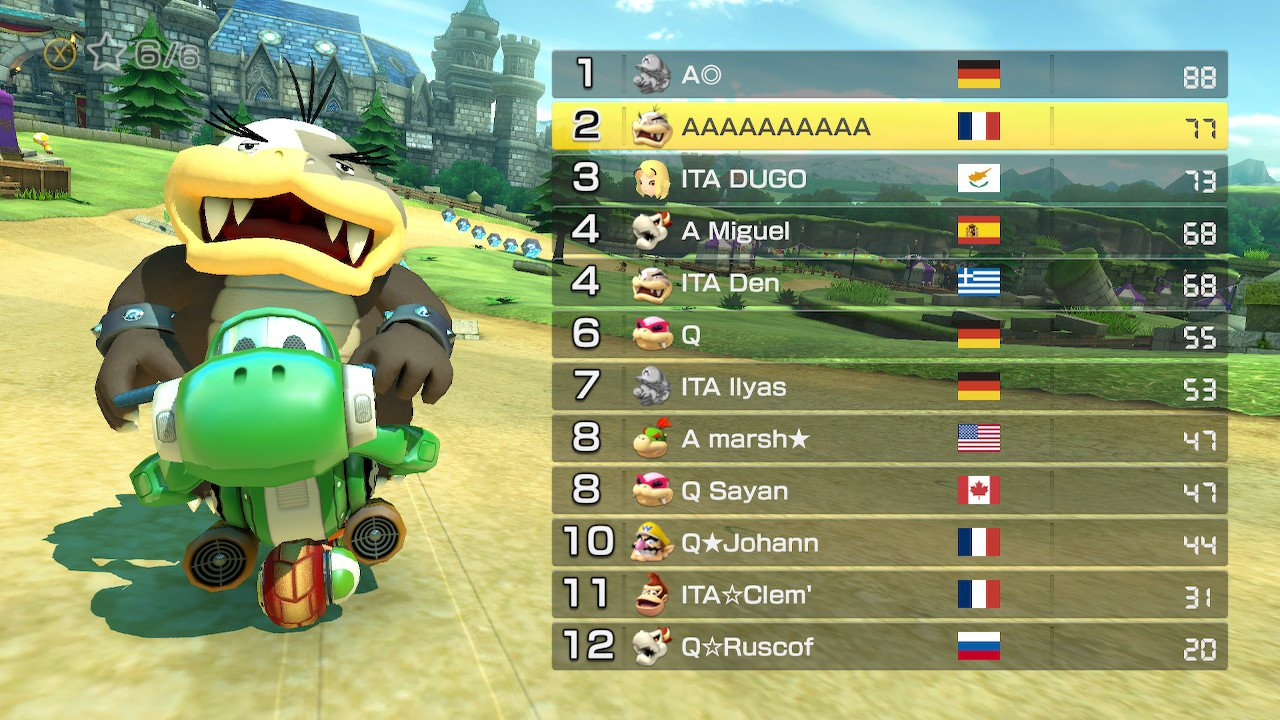 X ☆ 6/6
1 A◎ 88
2 AAAAAAAAAA 77
3 ITA DUGO 73
4 A Miguel 68
4 ITA Den 68
6 Q 55
7 ITA Ilyas 53
8 A marsh★ 47
8 Q Sayan 47
10 Q★Johann 44
11 ITA☆Clem' 31
12 Q☆Ruscof 20